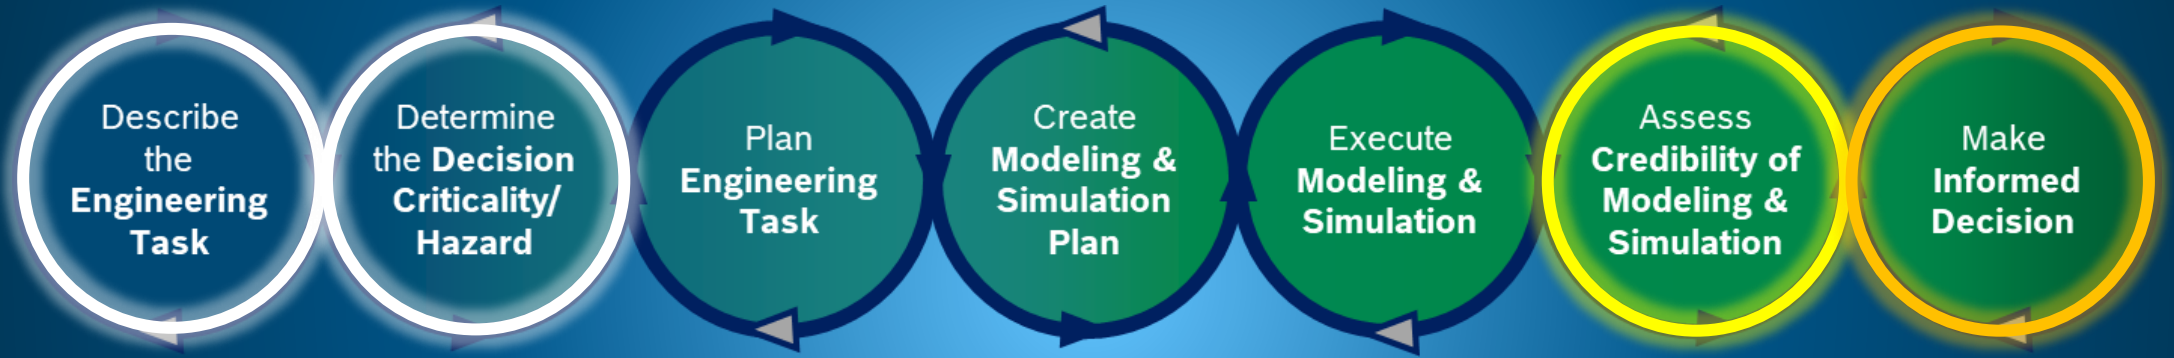 Describe
the
Engineering
Task
Determine
the Decision
Criticality/
Hazard
Plan
Engineering
Task
Create
Modeling &
Simulation
Plan
Execute
Modeling &
Simulation
Assess
Credibility of
Modeling &
Simulation
Make
Informed
Decision